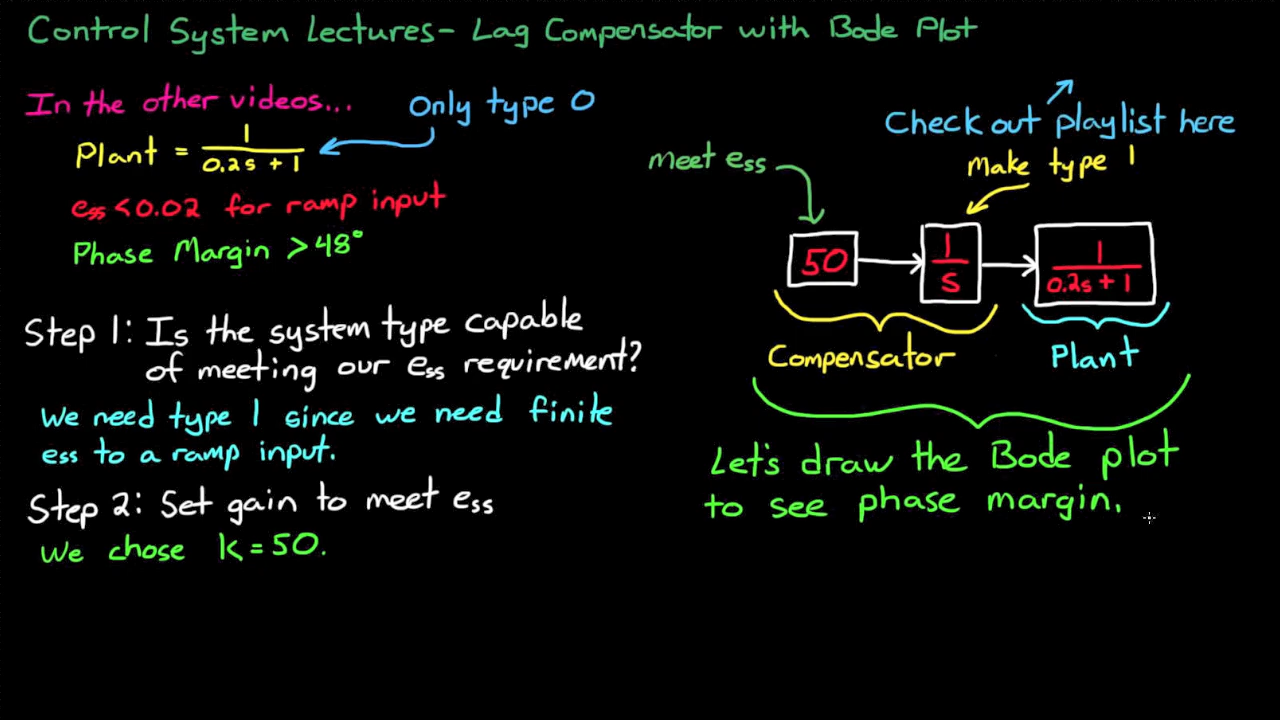 Control System Lectures- Lag Compensator with Bode Plot
In the other videos...
Only type 0
Plant = 1 / 0.2s + 1
ess < 0.02 for ramp input
Phase Margin > 48°
Step 1: Is the system type capable
of meeting our ess requirement?
We need type 1 since we need finite
ess to a ramp input.
Step 2: Set gain to meet ess
We chose K = 50.
Check out playlist here
meet ess
Make type 1
50
1 / s
1 / 0.2s + 1
Compensator
Plant
Let's draw the Bode plot
to see phase margin.